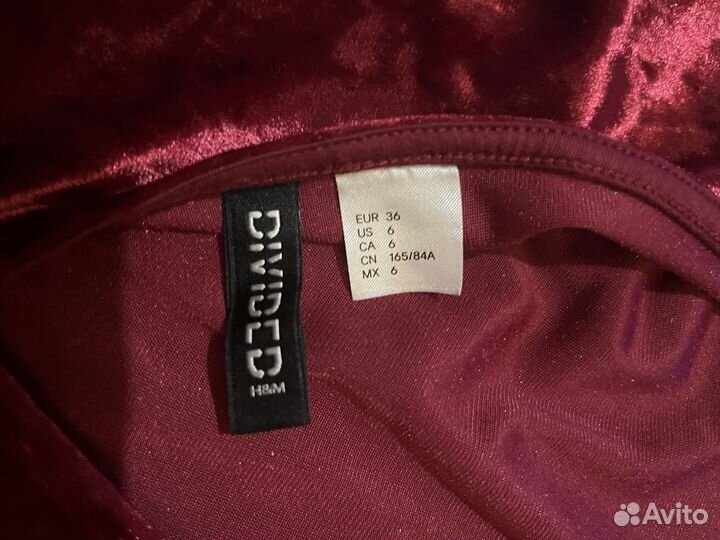 DIVIDED
H&M
EUR 36
US 6
CA 6
CN 165/84A
MX 6
Avito